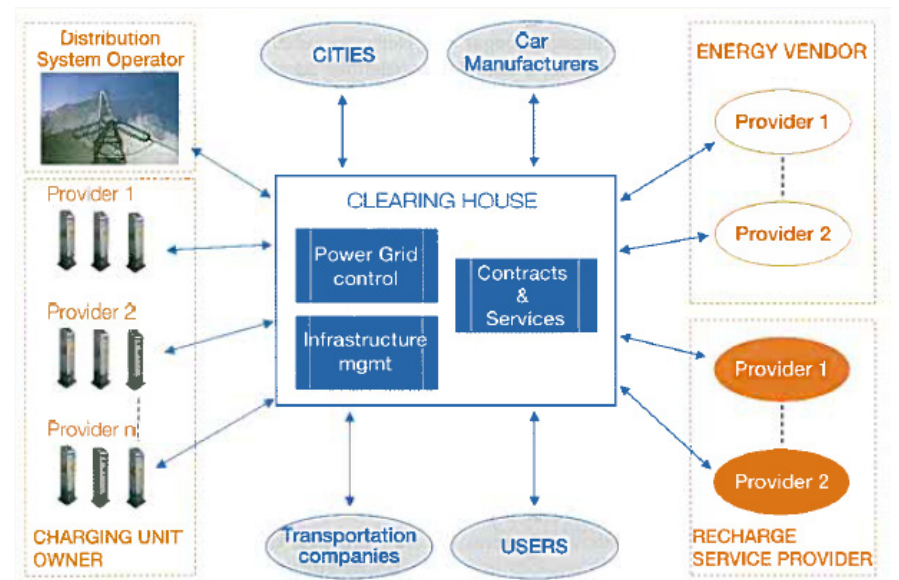 Distribution
System Operator
CITIES
Car
Manufacturers
ENERGY VENDOR
Provider 1
Provider 2
Provider 1
Provider 2
Provider n
CHARGING UNIT
OWNER
CLEARING HOUSE
Power Grid
control
Infrastructure
mgmt
Contracts
&
Services
Provider 1
Provider 2
RECHARGE
SERVICE PROVIDER
Transportation
companies
USERS